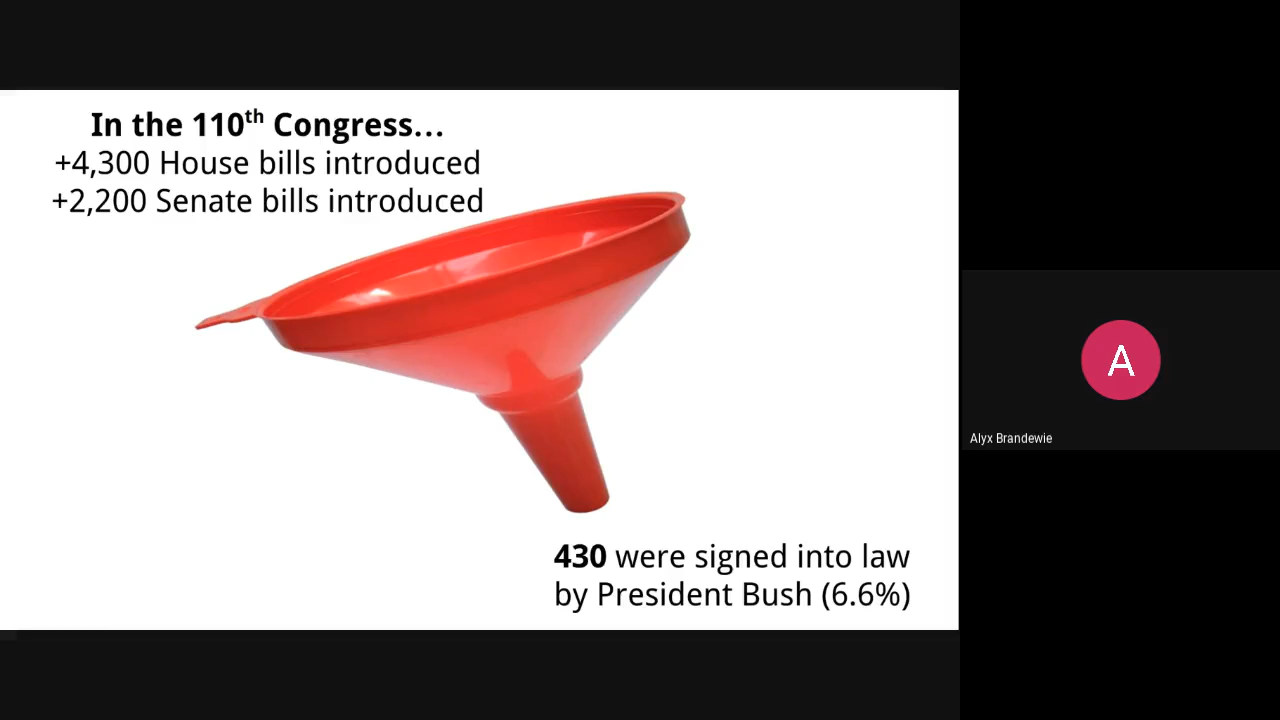 In the 110th Congress…
+4,300 House bills introduced
+2,200 Senate bills introduced
430 were signed into law
by President Bush (6.6%)
A
Alyx Brandewie